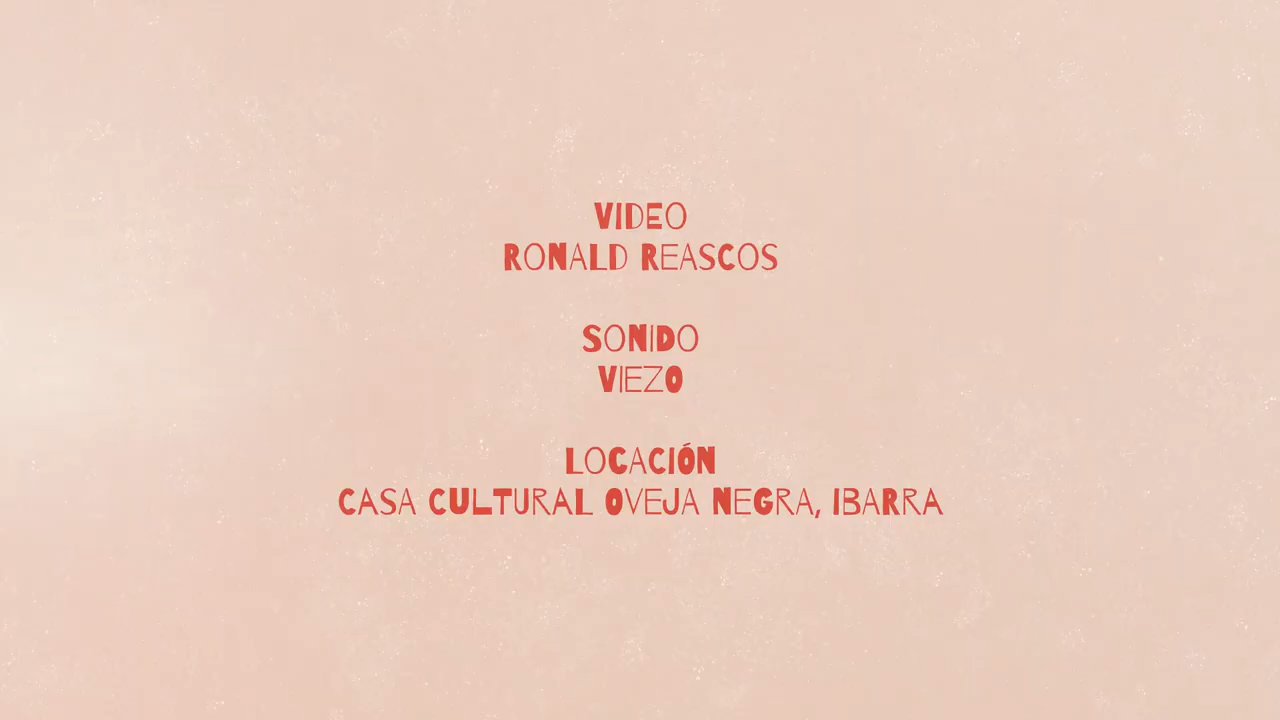 VIDEO
RONALD REASCOS
SONIDO
VIEZO
LOCACIÓN
CASA CULTURAL OVEJA NEGRA, IBARRA